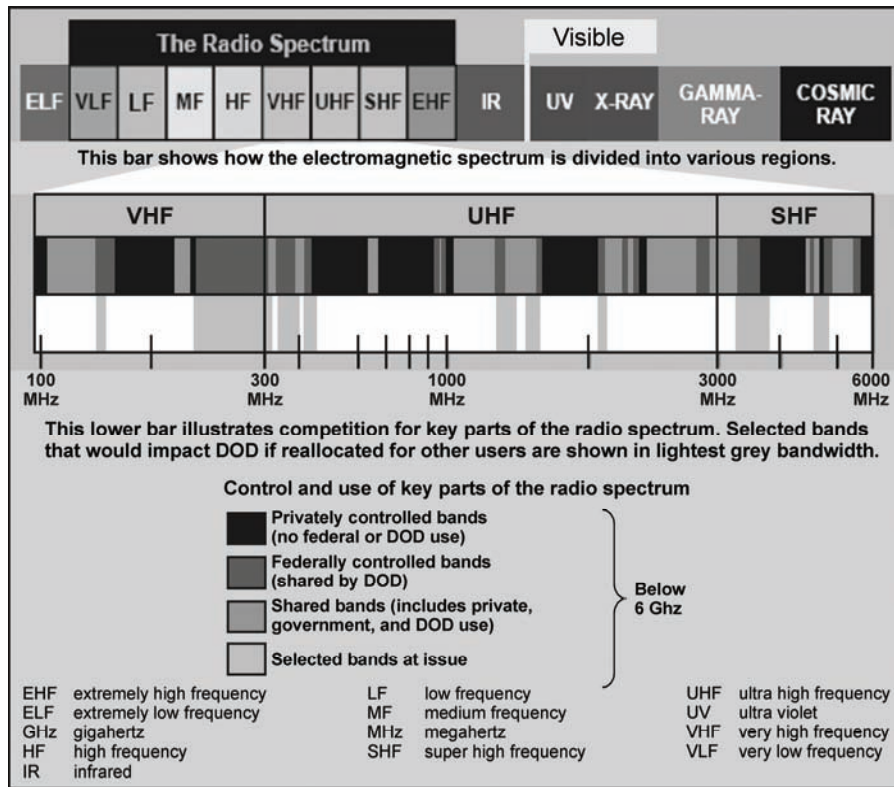 The Radio Spectrum
Visible
ELF VLF LF MF HF VHF UHF SHF EHF IR UV X-RAY GAMMA-RAY COSMIC RAY
This bar shows how the electromagnetic spectrum is divided into various regions.
VHF UHF SHF
100 MHz 300 MHz 1000 MHz 3000 MHz 6000 MHz
This lower bar illustrates competition for key parts of the radio spectrum. Selected bands
that would impact DOD if reallocated for other users are shown in lightest grey bandwidth.
Control and use of key parts of the radio spectrum
Privately controlled bands
(no federal or DOD use)
Federally controlled bands
(shared by DOD)
Shared bands (includes private,
government, and DOD use)
Selected bands at issue
Below
6 Ghz
EHF extremely high frequency
ELF extremely low frequency
GHz gigahertz
HF high frequency
IR infrared
LF low frequency
MF medium frequency
MHz megahertz
SHF super high frequency
UHF ultra high frequency
UV ultra violet
VHF very high frequency
VLF very low frequency